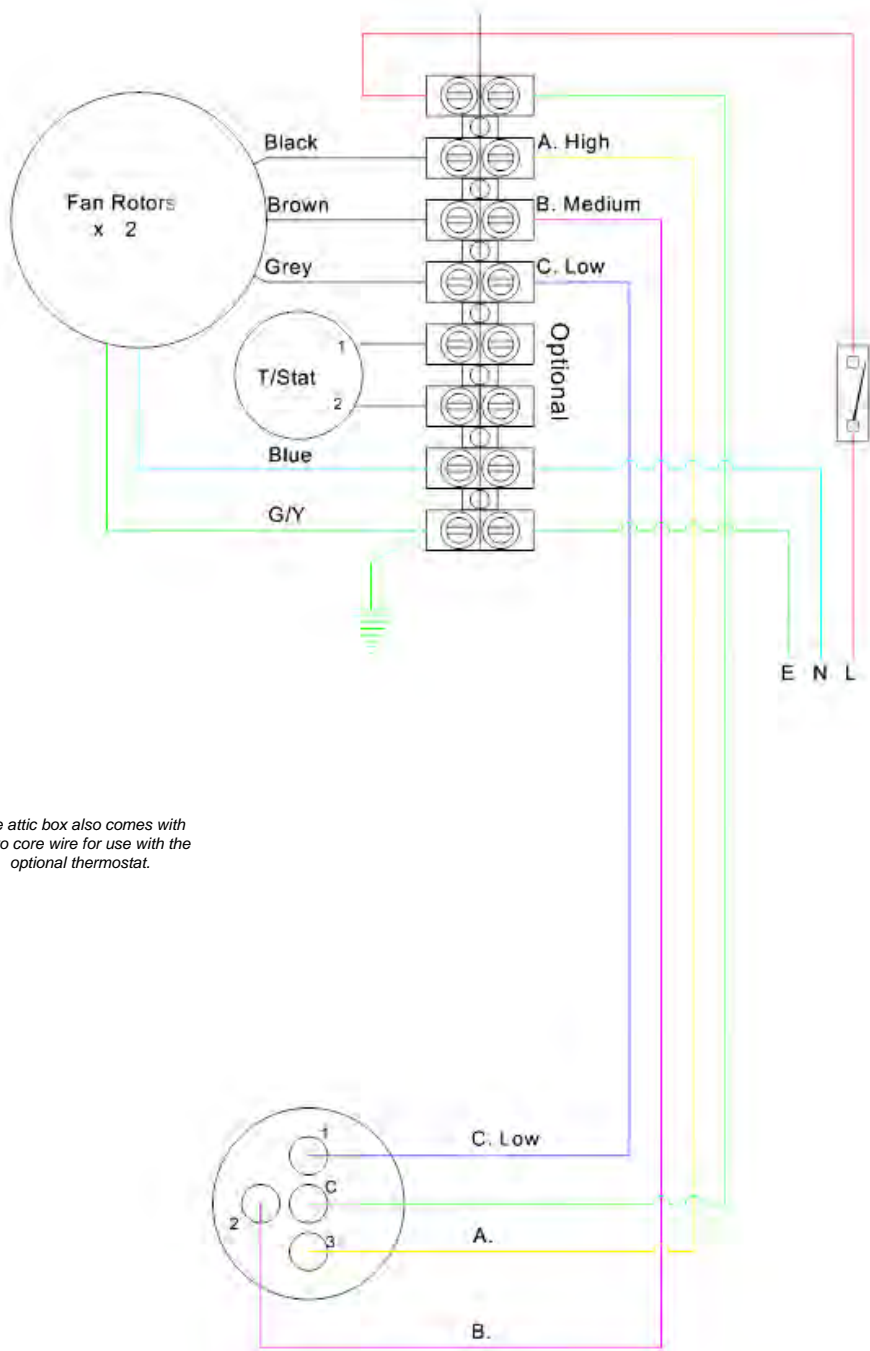 Black
A. High
Fan Rotors
x 2
Brown
B. Medium
Grey
C. Low
1
T/Stat
2
Optional
Blue
G/Y
E N L
attic box also comes with
core wire for use with the
optional thermostat.
1
C. Low
C
2
3
A.
B.